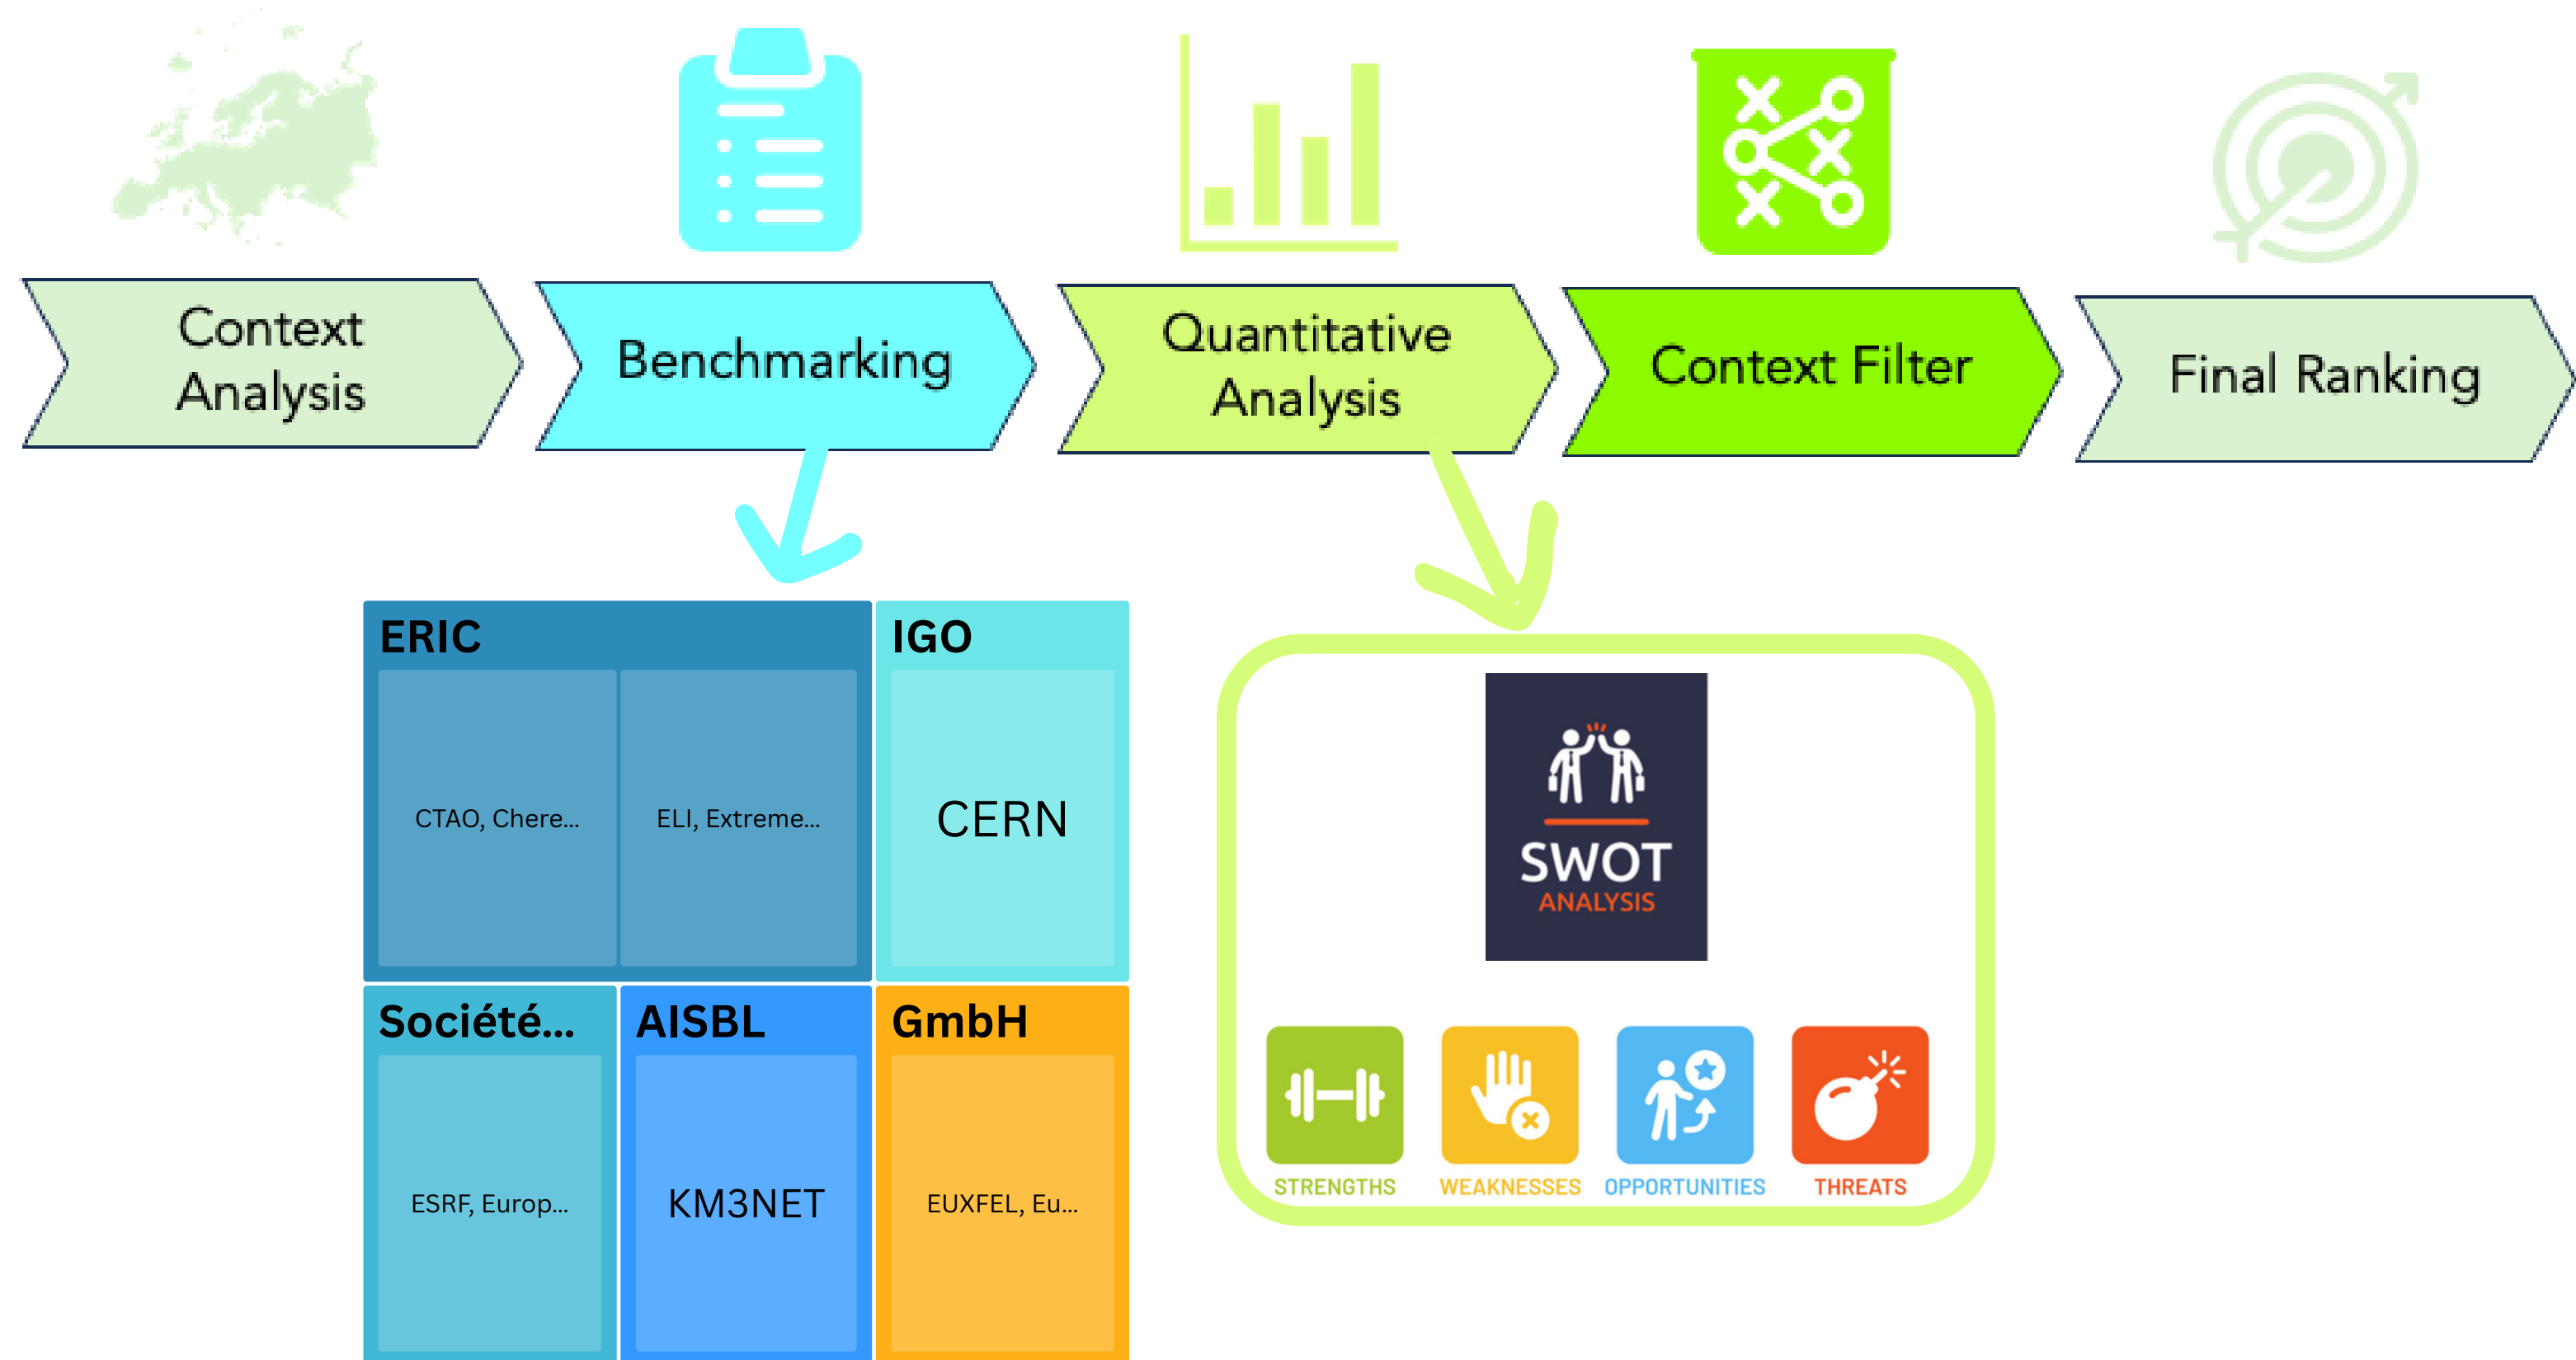 Context
Analysis
Benchmarking
Quantitative
Analysis
Context Filter
Final Ranking
ERIC
CTAO, Chere...
ELI, Extreme...
IGO
CERN
Société...
ESRF, Europ...
AISBL
KM3NET
GmbH
EUXFEL, Eu...
SWOT
ANALYSIS
STRENGTHS
WEAKNESSES
OPPORTUNITIES
THREATS